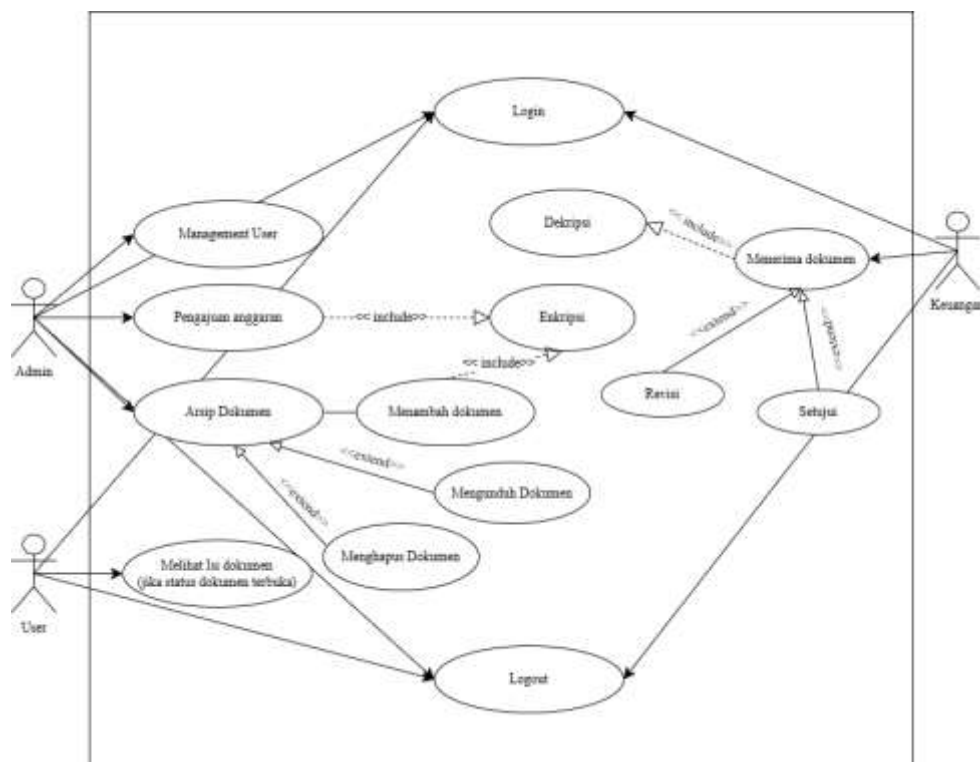 Login
Management User
Dekripsi
<< include>>
Menerima dokumen
Keuangan
Admin
Pengajuan anggaran
<< include>>
Enkripsi
<< include>>
<<extend>>
<<extend>>
Revisi
Setujui
Arsip Dokumen
Menambah dokumen
<<extend>>
Mengunduh Dokumen
<<extend>>
Menghapus Dokumen
User
Melihat Isi dokumen
(jika status dokumen terbuka)
Logout